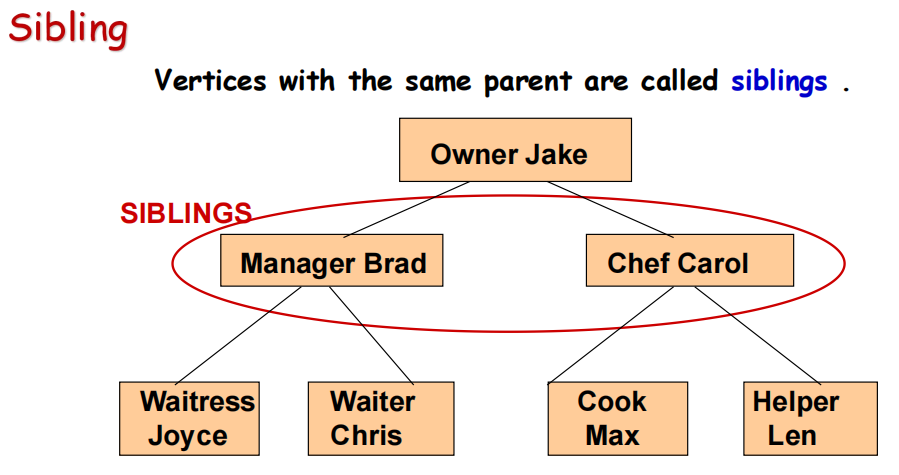 Sibling
Vertices with the same parent are called siblings .
Owner Jake
SIBLINGS
Manager Brad
Chef Carol
Waitress
Joyce
Waiter
Chris
Cook
Max
Helper
Len